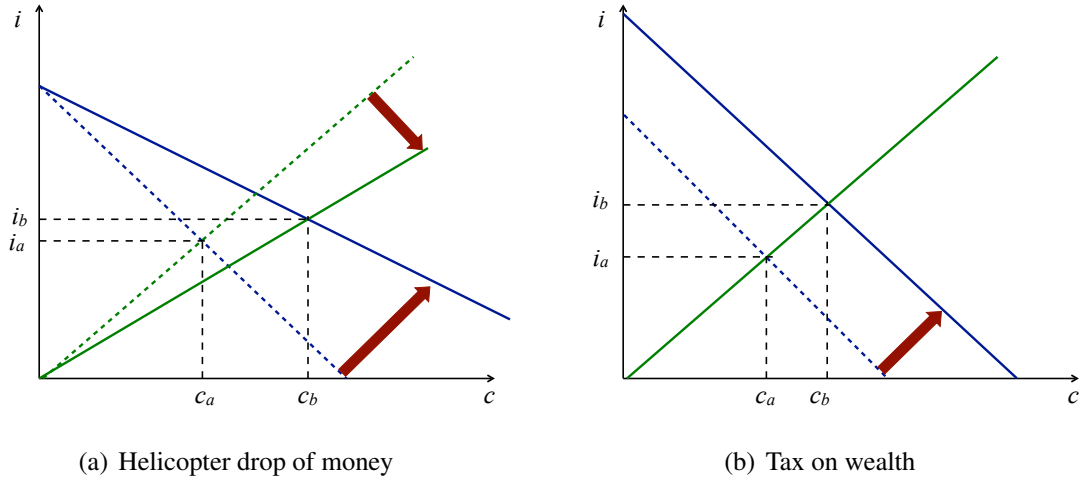 i
i_b
i_a
c_a
c_b
c
(a) Helicopter drop of money
i
i_b
i_a
c_a
c_b
c
(b) Tax on wealth